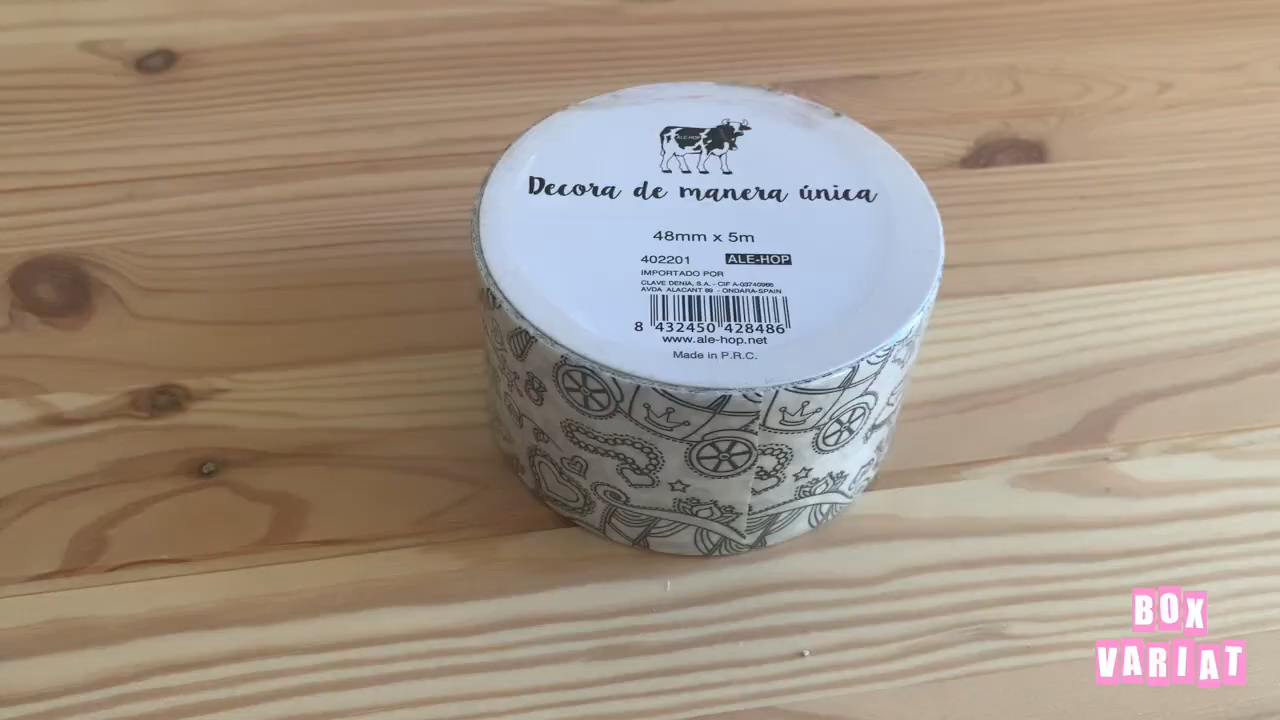 ALE-HOP
Decora de manera única
48mm x 5m
402201 ALE-HOP
IMPORTADO POR
CLAVE DENIA, S.A. - CIF A-03740966
AVDA ALACANT 89 - ONDARA-SPAIN
8 432450 428486
www.ale-hop.net
Made in P.R.C.
BOX
VARIAT